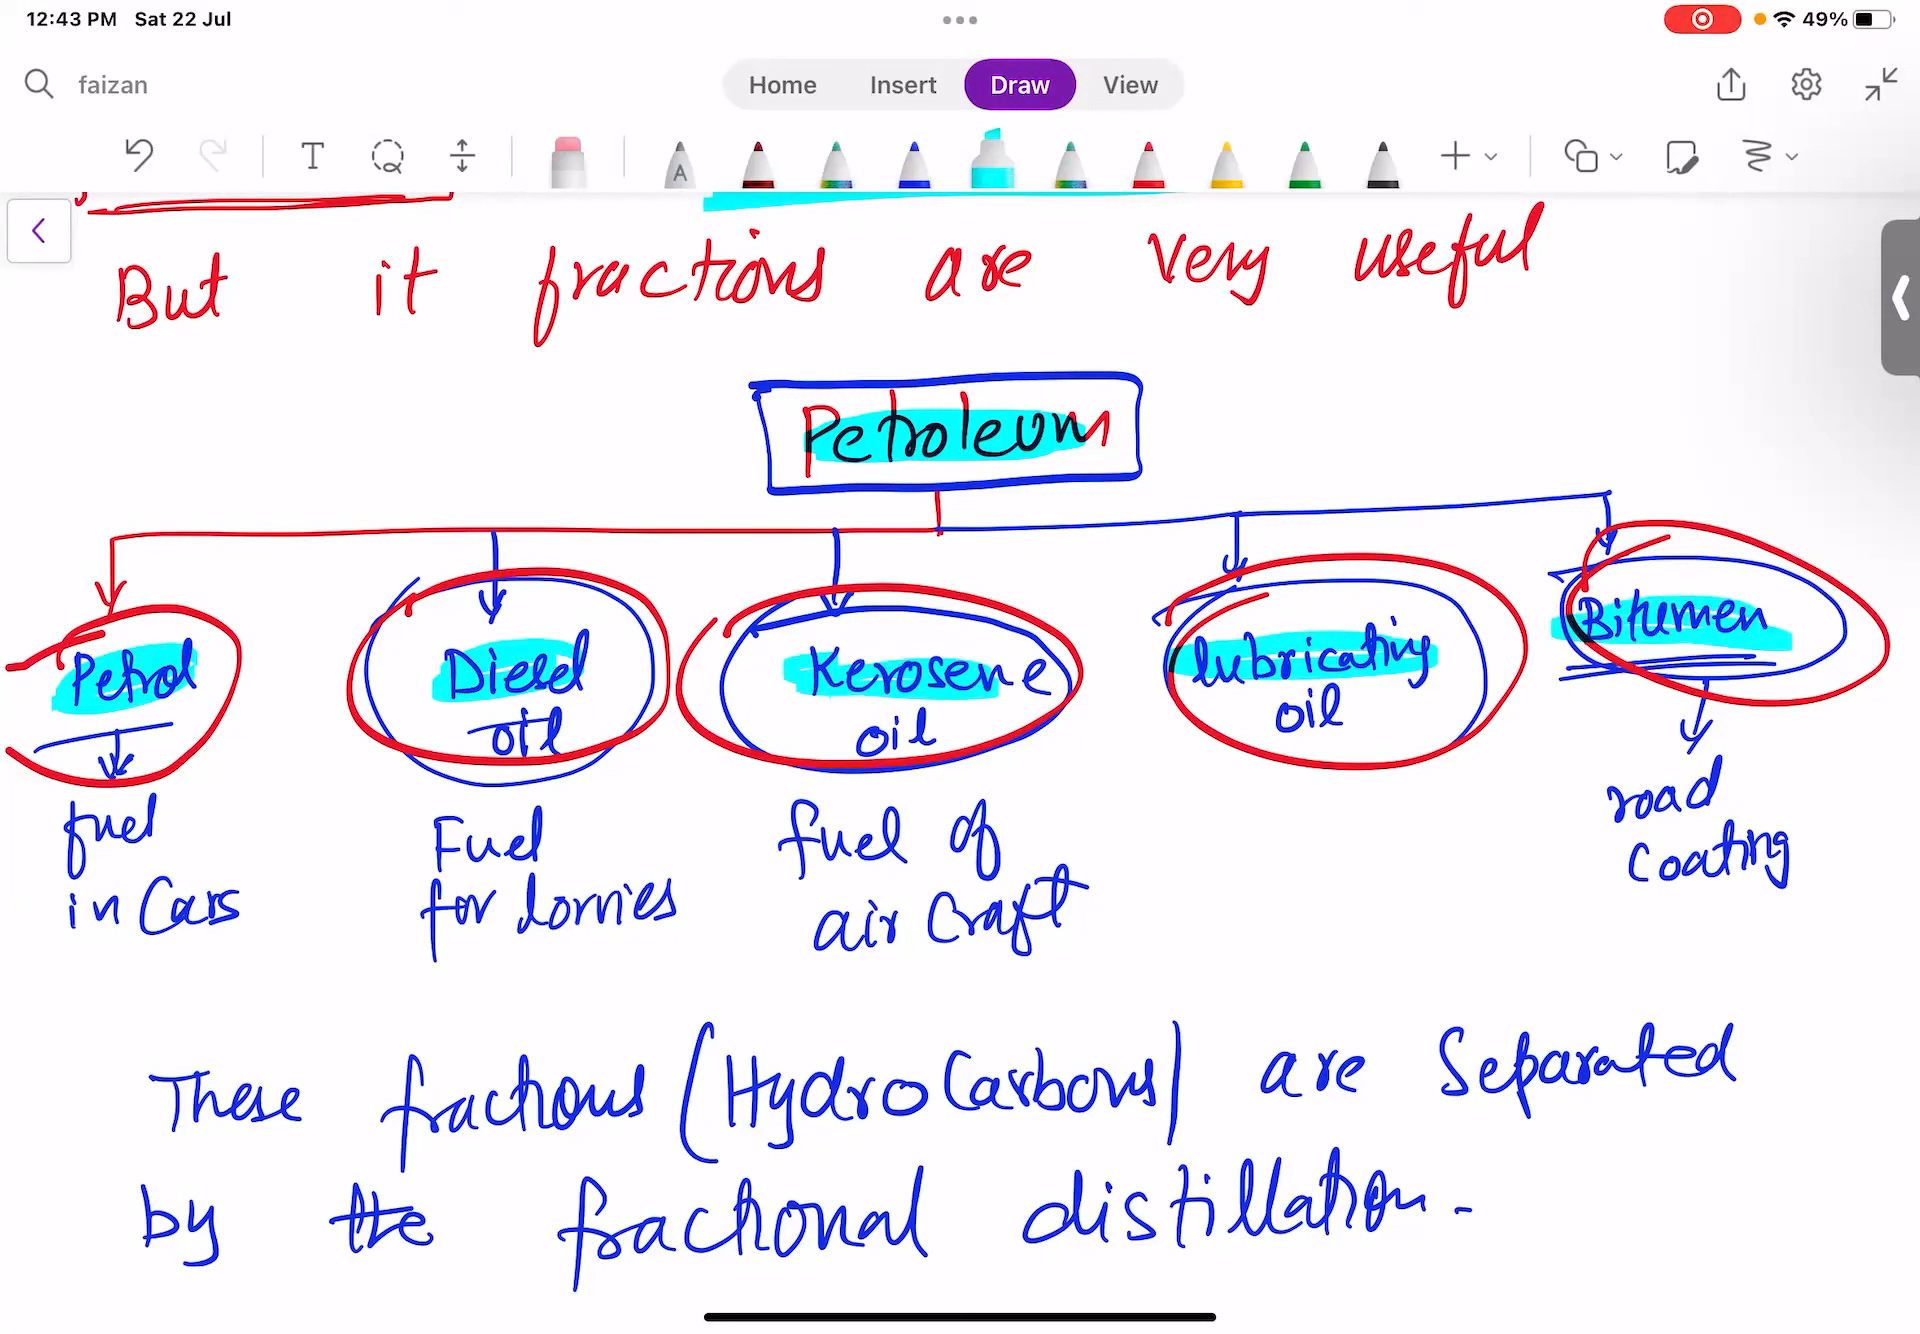 12:43 PM Sat 22 Jul
49%
faizan
Home Insert Draw View
T
A
But it fractions are very useful
Petroleum
Petrol
Diesel oil
Kerosene oil
lubricating oil
Bitumen
fuel
in Cars
Fuel
for lorries
fuel of
air Craft
road
Coating
These fractions (HydroCarbons) are Separated
by the fractional distillation.